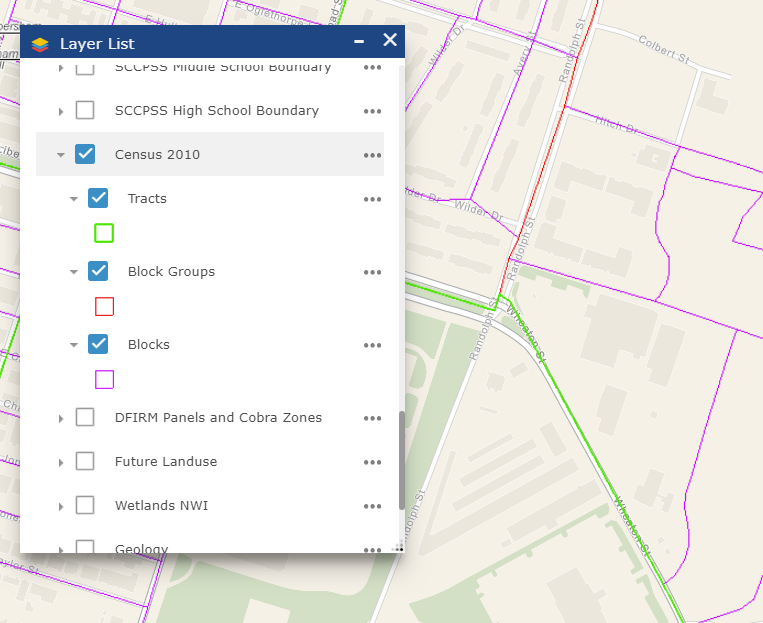 Layer List
SCCPSS Middle School Boundary
SCCPSS High School Boundary
Census 2010
Tracts
Block Groups
Blocks
DFIRM Panels and Cobra Zones
Future Landuse
Wetlands NWI
Geology
E Oglethorpe
Wilder Dr
Avery St
Randolph St
Colbert St
Hitch Dr
Wilder Dr
Randolph St
Randolph St
Wheaton St
Wheaton St